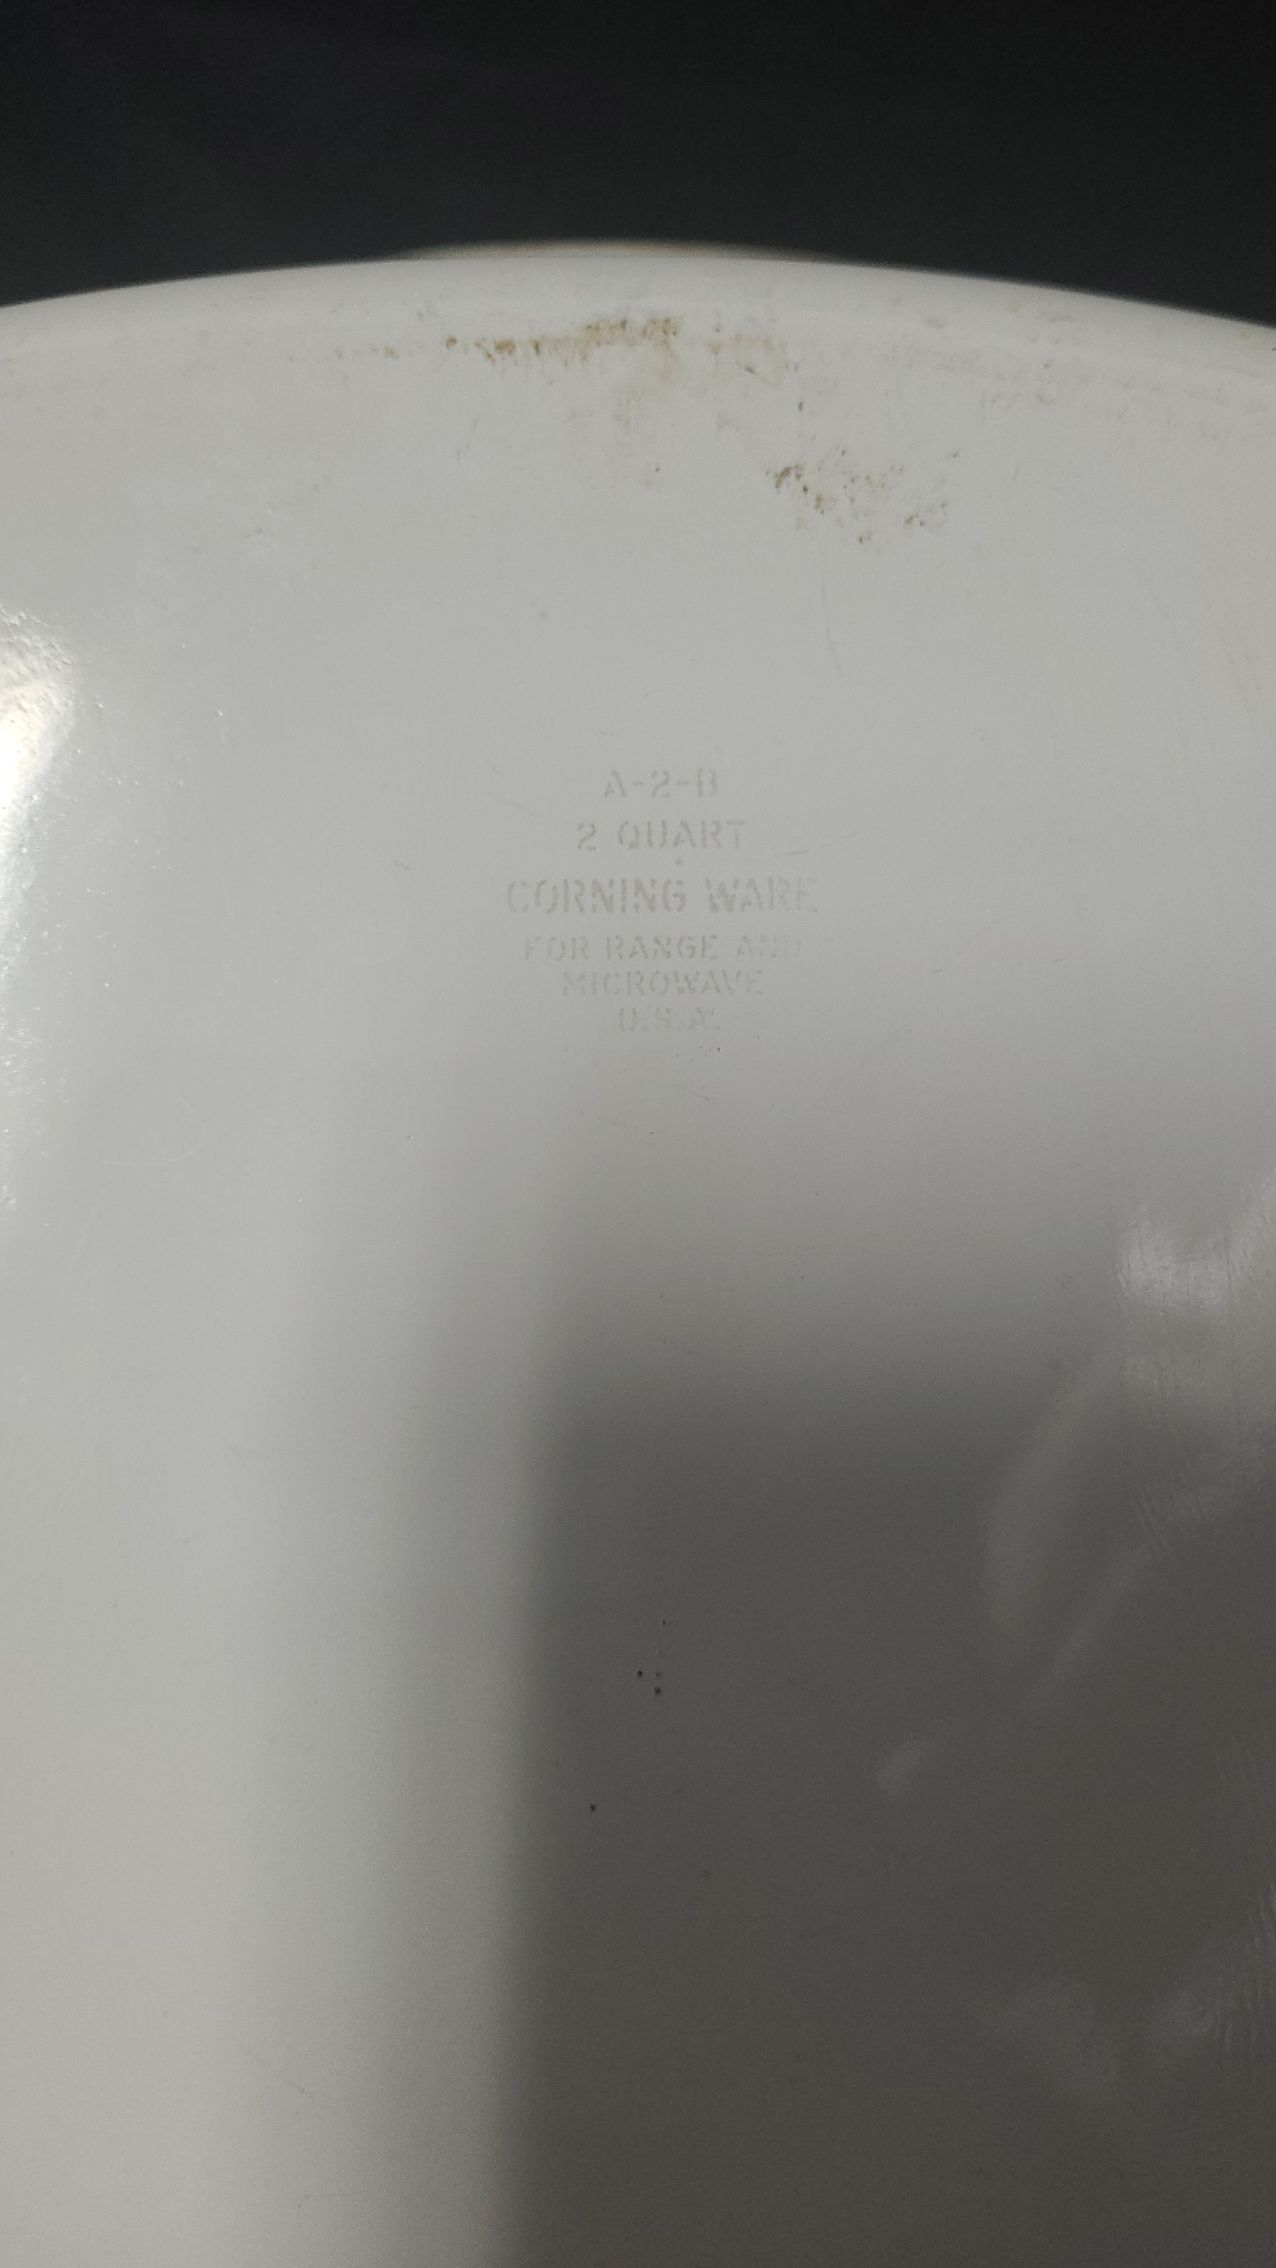 A-2-B
2 QUART
CORNING WARE
FOR RANGE AND
MICROWAVE
U.S.A.